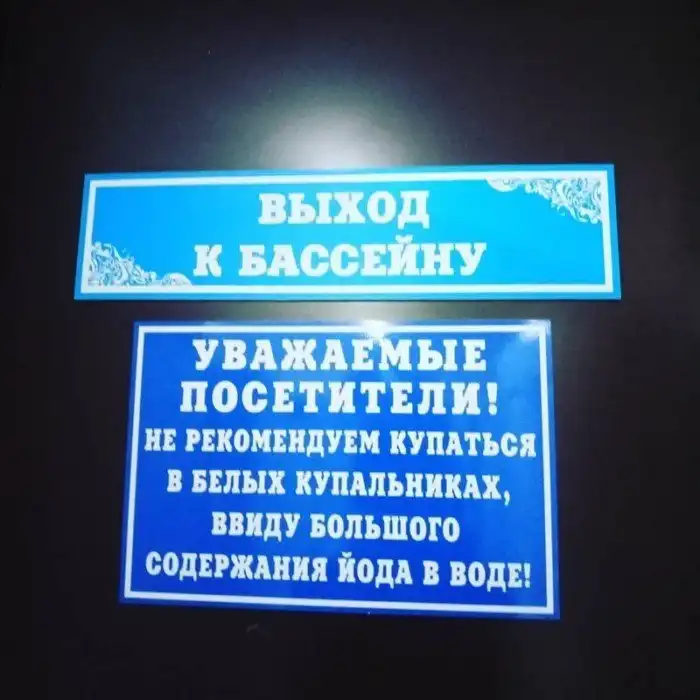 ВЫХОД
К БАССЕЙНУ
УВАЖАЕМЫЕ
ПОСЕТИТЕЛИ!
НЕ РЕКОМЕНДУЕМ КУПАТЬСЯ
В БЕЛЫХ КУПАЛЬНИКАХ,
ВВИДУ БОЛЬШОГО
СОДЕРЖАНИЯ ЙОДА В ВОДЕ!